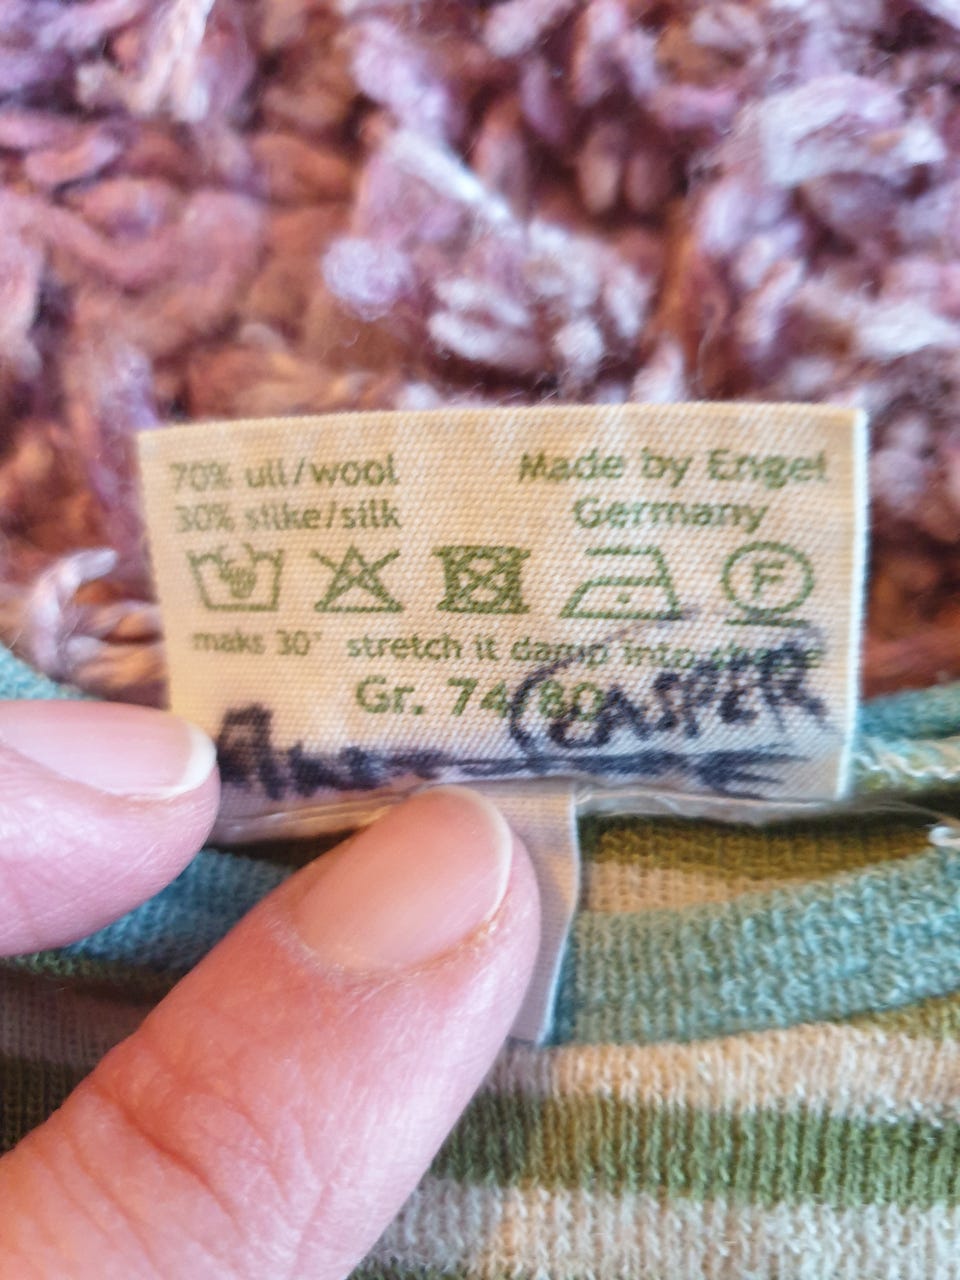 70% ull/wool
30% silke/silk
Made by Engel
Germany
F
maks 30° stretch it damp into shape
Gr. 74/80
CASPER